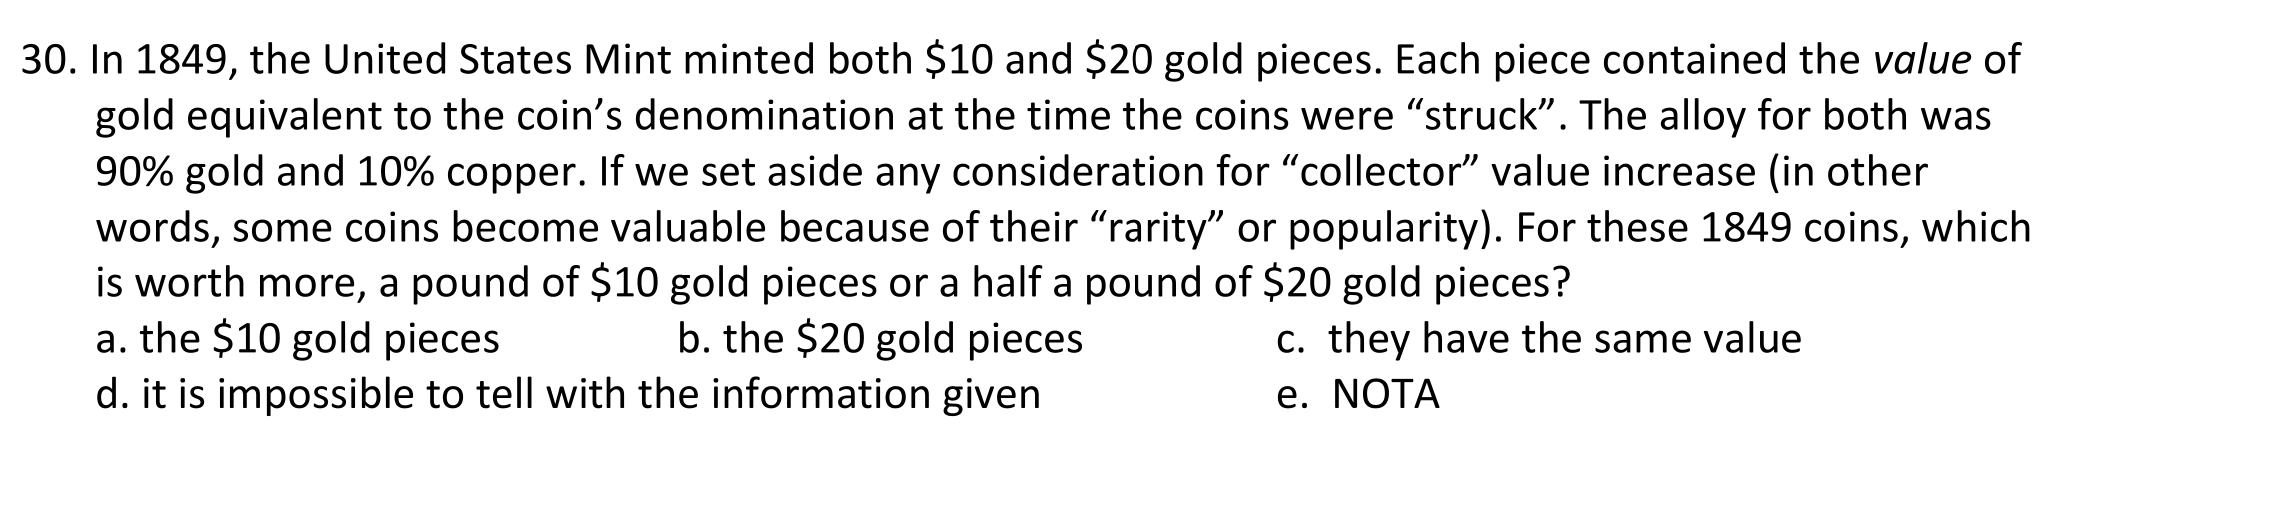 30. In 1849, the United States Mint minted both $10 and $20 gold pieces. Each piece contained the value of
gold equivalent to the coin’s denomination at the time the coins were “struck”. The alloy for both was
90% gold and 10% copper. If we set aside any consideration for “collector” value increase (in other
words, some coins become valuable because of their “rarity” or popularity). For these 1849 coins, which
is worth more, a pound of $10 gold pieces or a half a pound of $20 gold pieces?
a. the $10 gold pieces b. the $20 gold pieces c. they have the same value
d. it is impossible to tell with the information given e. NOTA